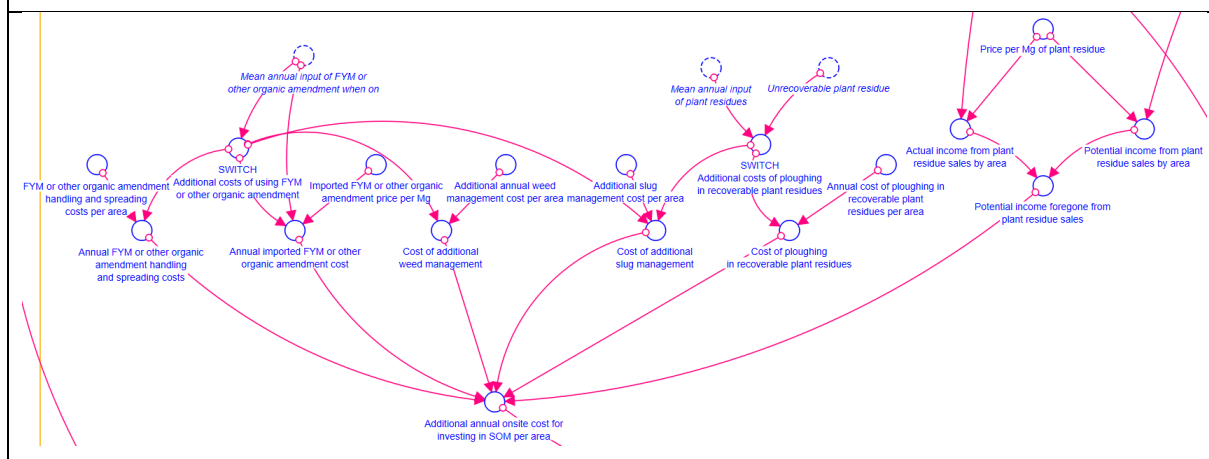 Price per Mg of plant residue
Mean annual input of FYM or
other organic amendment when on
Mean annual input
of plant residues
Unrecoverable plant residue
Actual income from plant
residue sales by area
Potential income from plant
residue sales by area
SWITCH
Additional costs of using FYM
or other organic amendment
SWITCH
Additional costs of ploughing
in recoverable plant residues
FYM or other organic amendment
handling and spreading
costs per area
Imported FYM or other organic
amendment price per Mg
Additional annual weed
management cost per area
Additional slug
management cost per area
Annual cost of ploughing in
recoverable plant
residues per area
Potential income foregone from
plant residue sales
Annual FYM or other organic
amendment handling
and spreading costs
Annual imported FYM or other
organic amendment cost
Cost of additional
weed management
Cost of additional
slug management
Cost of ploughing
in recoverable plant residues
Additional annual onsite cost for
investing in SOM per area